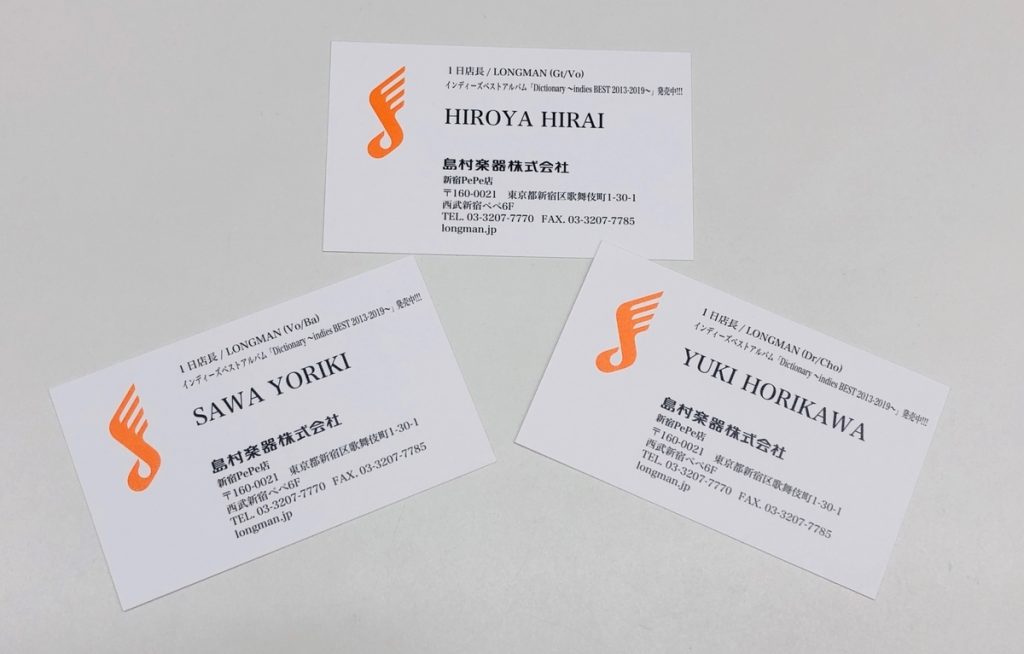 1日店長 / LONGMAN (Gt/Vo)
インディーズベストアルバム「Dictionary ～indies BEST 2013-2019～」発売中!!!
HIROYA HIRAI
島村楽器株式会社
新宿PePe店
〒160-0021　東京都新宿区歌舞伎町1-30-1
西武新宿ぺぺ6F
TEL. 03-3207-7770 FAX. 03-3207-7785
longman.jp
1日店長 / LONGMAN (Vo/Ba)
インディーズベストアルバム「Dictionary ～indies BEST 2013-2019～」発売中!!!
SAWA YORIKI
島村楽器株式会社
新宿PePe店
〒160-0021　東京都新宿区歌舞伎町1-30-1
西武新宿ぺぺ6F
TEL. 03-3207-7770 FAX. 03-3207-7785
longman.jp
1日店長 / LONGMAN (Dr/Cho)
インディーズベストアルバム「Dictionary ～indies BEST 2013-2019～」発売中!!!
YUKI HORIKAWA
島村楽器株式会社
新宿PePe店
〒160-0021　東京都新宿区歌舞伎町1-30-1
西武新宿ぺぺ6F
TEL. 03-3207-7770 FAX. 03-3207-7785
longman.jp